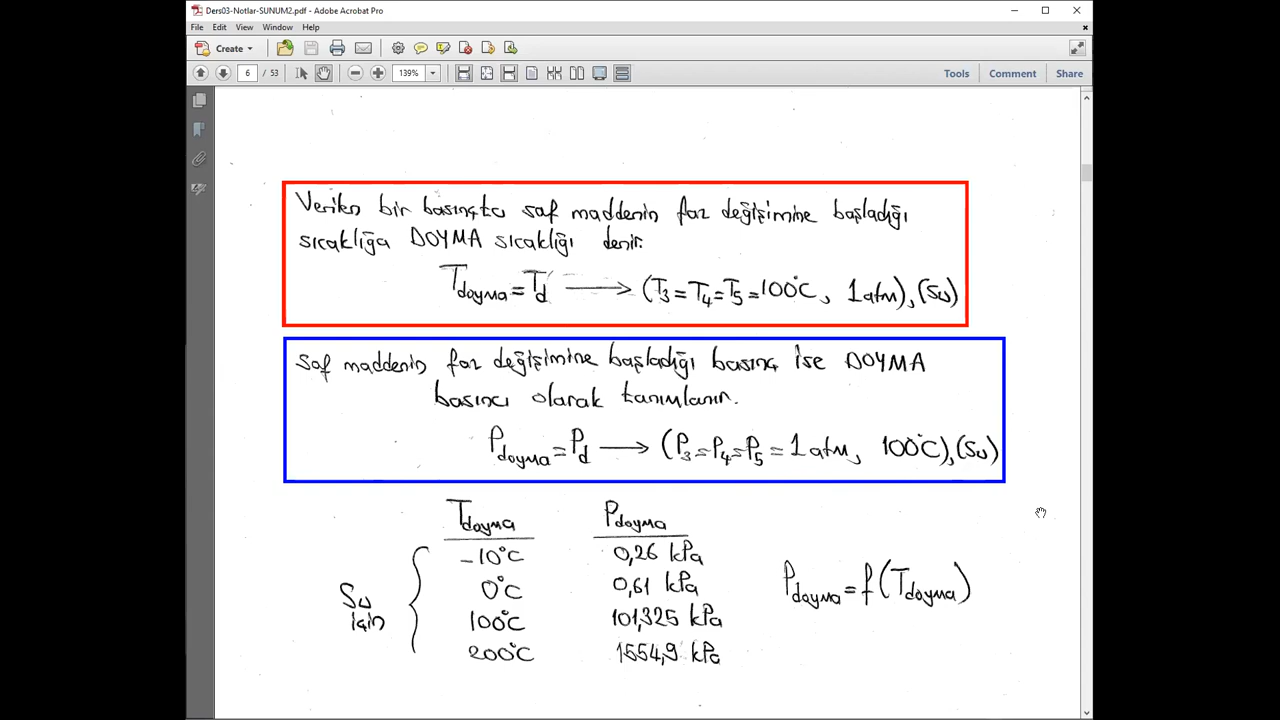 Ders03-Notlar-SUNUM2.pdf - Adobe Acrobat Pro
File Edit View Window Help
Create
6 / 53 139% Tools Comment Share
Verilen bir basınçta saf maddenin faz değişimine başladığı
sıcaklığa DOYMA sıcaklığı denir.
Tdoyma = Td → (T3 = T4 = T5 = 100°C, 1 atm), (Su)
Saf maddenin faz değişimine başladığı basınç ise DOYMA
basıncı olarak tanımlanır.
Pdoyma = Pd → (P3 = P4 = P5 = 1 atm, 100°C), (Su)
Tdoyma Pdoyma
-10°C 0,26 kPa
0°C 0,61 kPa
Su için
100°C 101,325 kPa
200°C 1554,9 kPa
Pdoyma = f(Tdoyma)